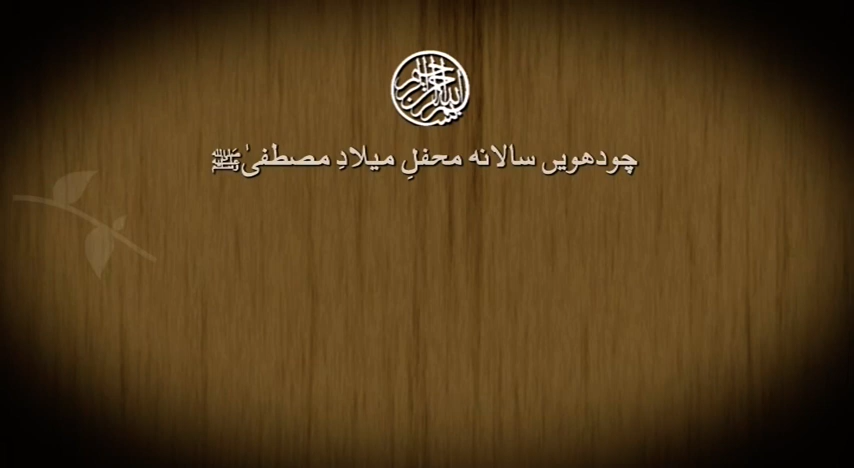 بسم الله الرحمن الرحيم
چودھویں سالانہ محفلِ میلادِ مصطفیٰ ﷺ